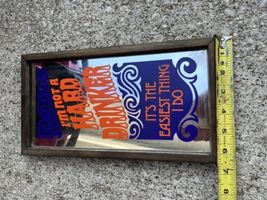 I'M NOT A
HARD
DRINKER
IT'S THE
EASIEST THING
I DO